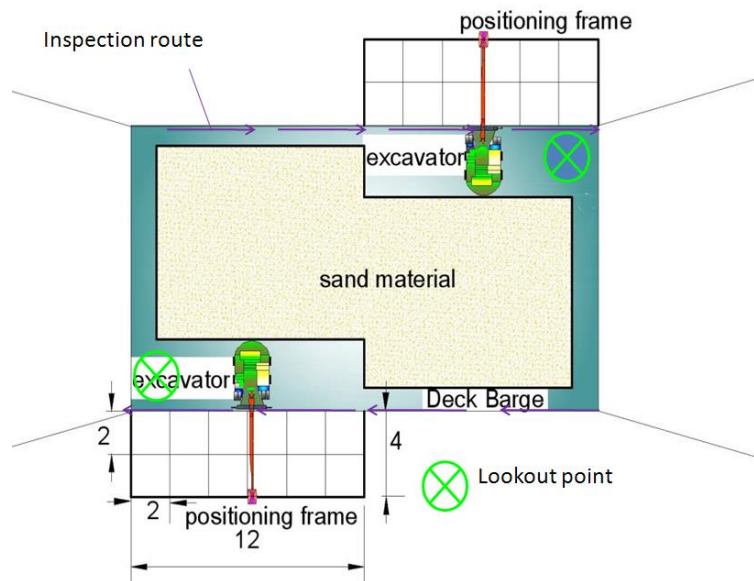 positioning frame
Inspection route
excavator
sand material
excavator
Deck Barge
2
4
Lookout point
2
positioning frame
12